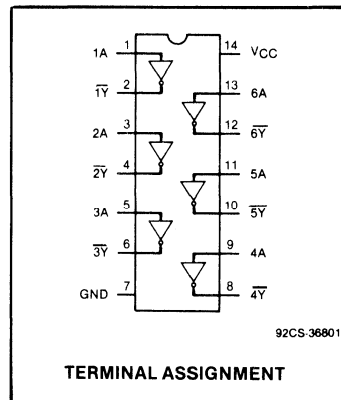 1A 1 14 VCC
1Y 2 13 6A
2A 3 12 6Y
2Y 4 11 5A
3A 5 10 5Y
3Y 6 9 4A
GND 7 8 4Y
92CS-36801
TERMINAL ASSIGNMENT